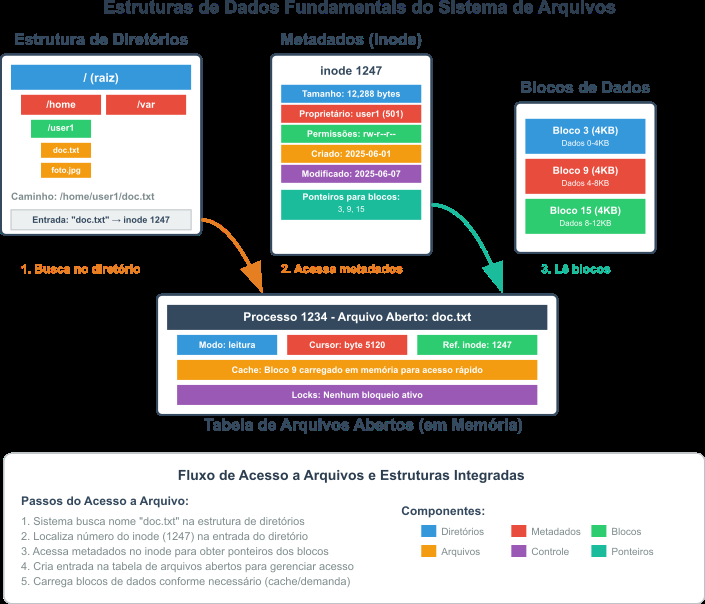 Estruturas de Dados Fundamentais do Sistema de Arquivos
Estrutura de Diretórios
/ (raiz)
/home
/var
/user1
doc.txt
foto.jpg
Caminho: /home/user1/doc.txt
Entrada: "doc.txt" → inode 1247
1. Busca no diretório
Metadados (Inode)
inode 1247
Tamanho: 12,288 bytes
Proprietário: user1 (501)
Permissões: rw-r--r--
Criado: 2025-06-01
Modificado: 2025-06-07
Ponteiros para blocos:
3, 9, 15
2. Acessa metadados
Blocos de Dados
Bloco 3 (4KB)
Dados 0-4KB
Bloco 9 (4KB)
Dados 4-8KB
Bloco 15 (4KB)
Dados 8-12KB
3. Lê blocos
Processo 1234 - Arquivo Aberto: doc.txt
Modo: leitura
Cursor: byte 5120
Ref. inode: 1247
Cache: Bloco 9 carregado em memória para acesso rápido
Locks: Nenhum bloqueio ativo
Tabela de Arquivos Abertos (em Memória)
Fluxo de Acesso a Arquivos e Estruturas Integradas
Passos do Acesso a Arquivo:
1. Sistema busca nome "doc.txt" na estrutura de diretórios
2. Localiza número do inode (1247) na entrada do diretório
3. Acessa metadados no inode para obter ponteiros dos blocos
4. Cria entrada na tabela de arquivos abertos para gerenciar acesso
5. Carrega blocos de dados conforme necessário (cache/demanda)
Componentes:
Diretórios
Metadados
Blocos
Arquivos
Controle
Ponteiros